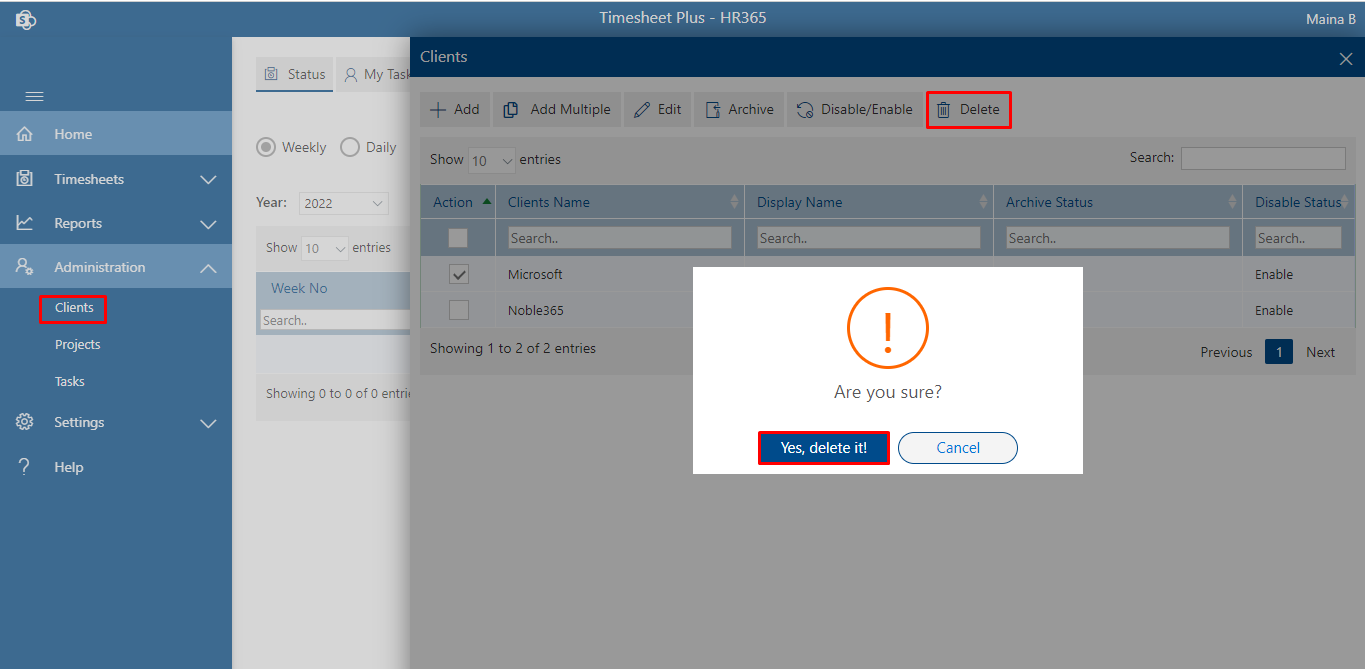 Timesheet Plus - HR365
Maina B
Home
Timesheets
Reports
Administration
Clients
Projects
Tasks
Settings
Help
Status
My Task
Weekly
Daily
Year:
2022
Show 10 entries
Week No
Search..
Showing 0 to 0 of 0 entrie
Clients
Add
Add Multiple
Edit
Archive
Disable/Enable
Delete
Show 10 entries
Search:
Action Clients Name Display Name Archive Status Disable Status
Search.. Search.. Search.. Search..
Microsoft Enable
Noble365 Enable
Showing 1 to 2 of 2 entries
Previous 1 Next
!
Are you sure?
Yes, delete it!
Cancel